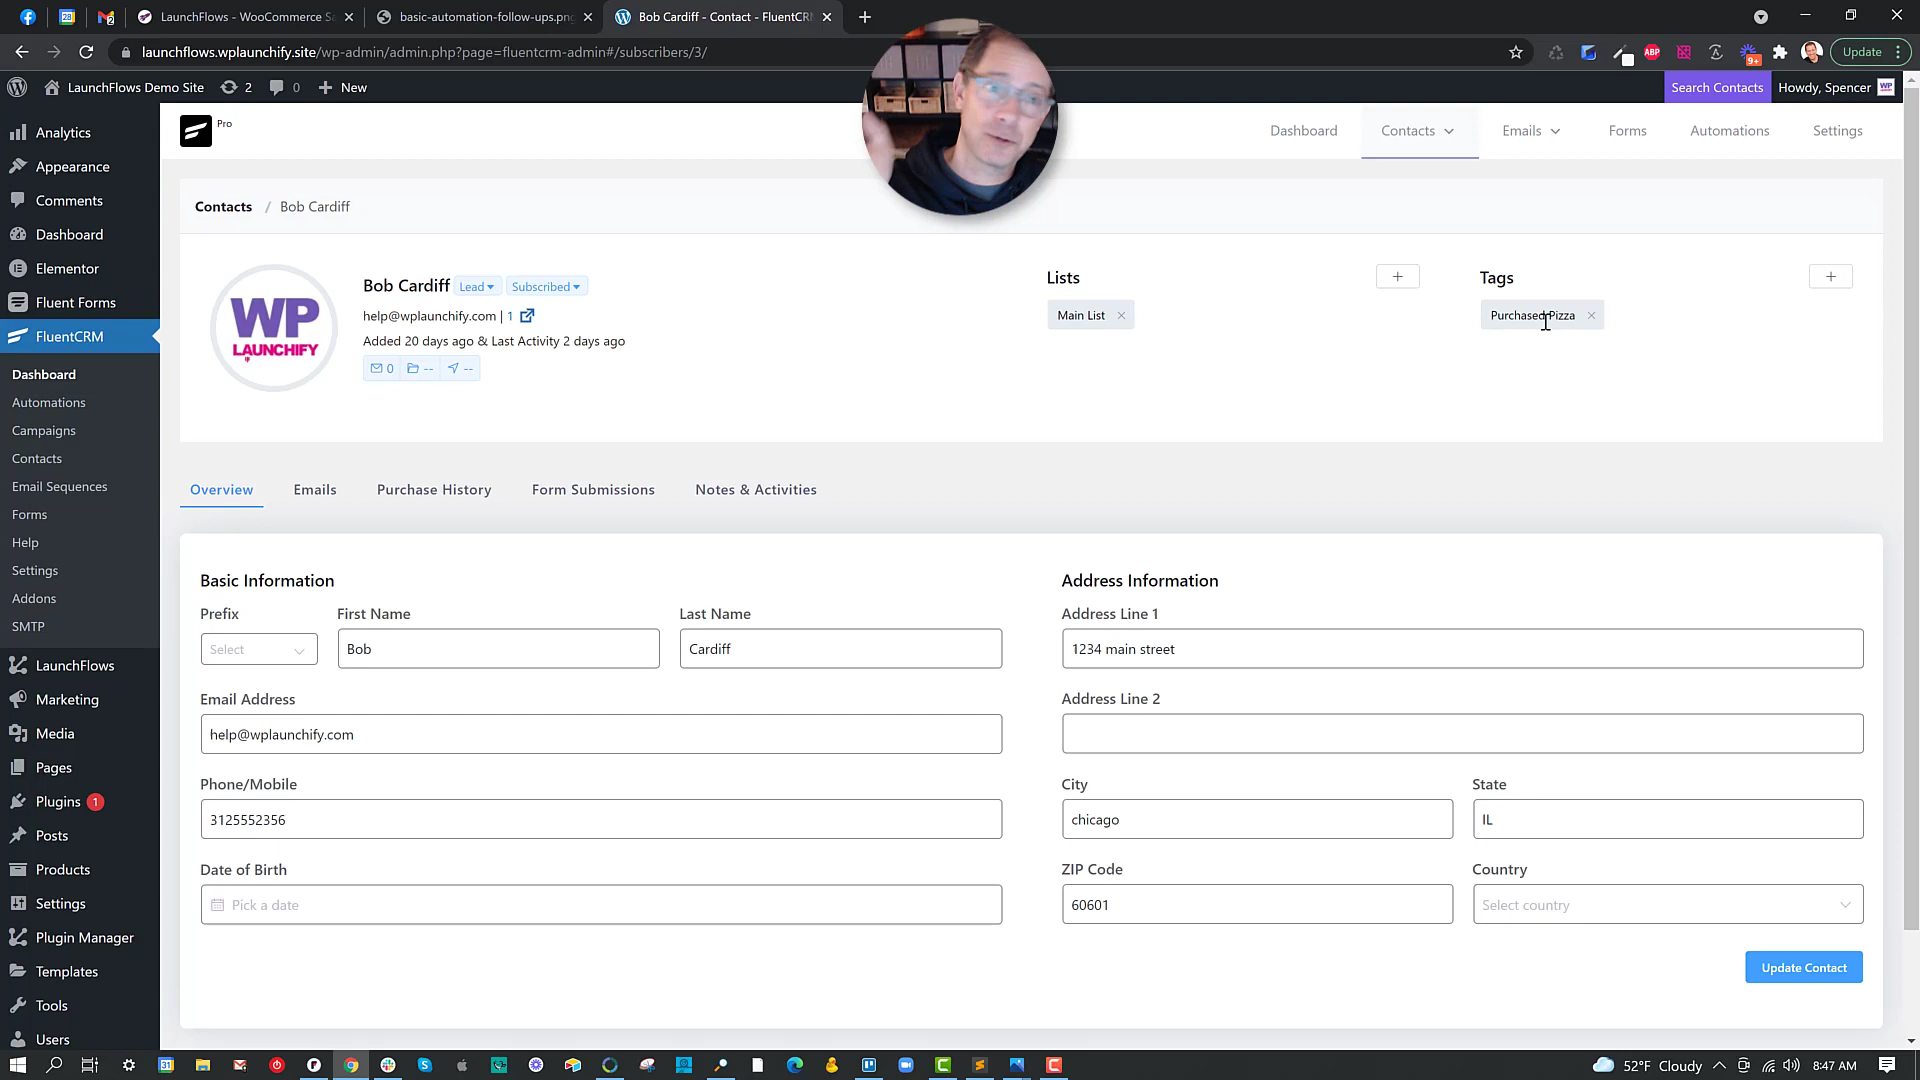 LaunchFlows - WooCommerce Sa
basic-automation-follow-ups.png
Bob Cardiff - Contact - FluentCR
launchflows.wplaunchify.site/wp-admin/admin.php?page=fluentcrm-admin#/subscribers/3/
ABP
9+
Update
LaunchFlows Demo Site
2
0
New
Search Contacts
Howdy, Spencer
WP
Analytics
Appearance
Comments
Dashboard
Elementor
Fluent Forms
FluentCRM
Dashboard
Automations
Campaigns
Contacts
Email Sequences
Forms
Help
Settings
Addons
SMTP
LaunchFlows
Marketing
Media
Pages
Plugins 1
Posts
Products
Settings
Plugin Manager
Templates
Tools
Users
Pro
Dashboard
Contacts
Emails
Forms
Automations
Settings
Contacts / Bob Cardiff
WP
LAUNCHIFY
Bob Cardiff Lead Subscribed
help@wplaunchify.com | 1
Added 20 days ago & Last Activity 2 days ago
0 -- --
Lists
+
Main List ×
Tags
+
Purchased Pizza ×
Overview
Emails
Purchase History
Form Submissions
Notes & Activities
Basic Information
Prefix
First Name
Last Name
Select
Bob
Cardiff
Email Address
help@wplaunchify.com
Phone/Mobile
3125552356
Date of Birth
Pick a date
Address Information
Address Line 1
1234 main street
Address Line 2
City
State
chicago
IL
ZIP Code
Country
60601
Select country
Update Contact
52°F Cloudy
8:47 AM